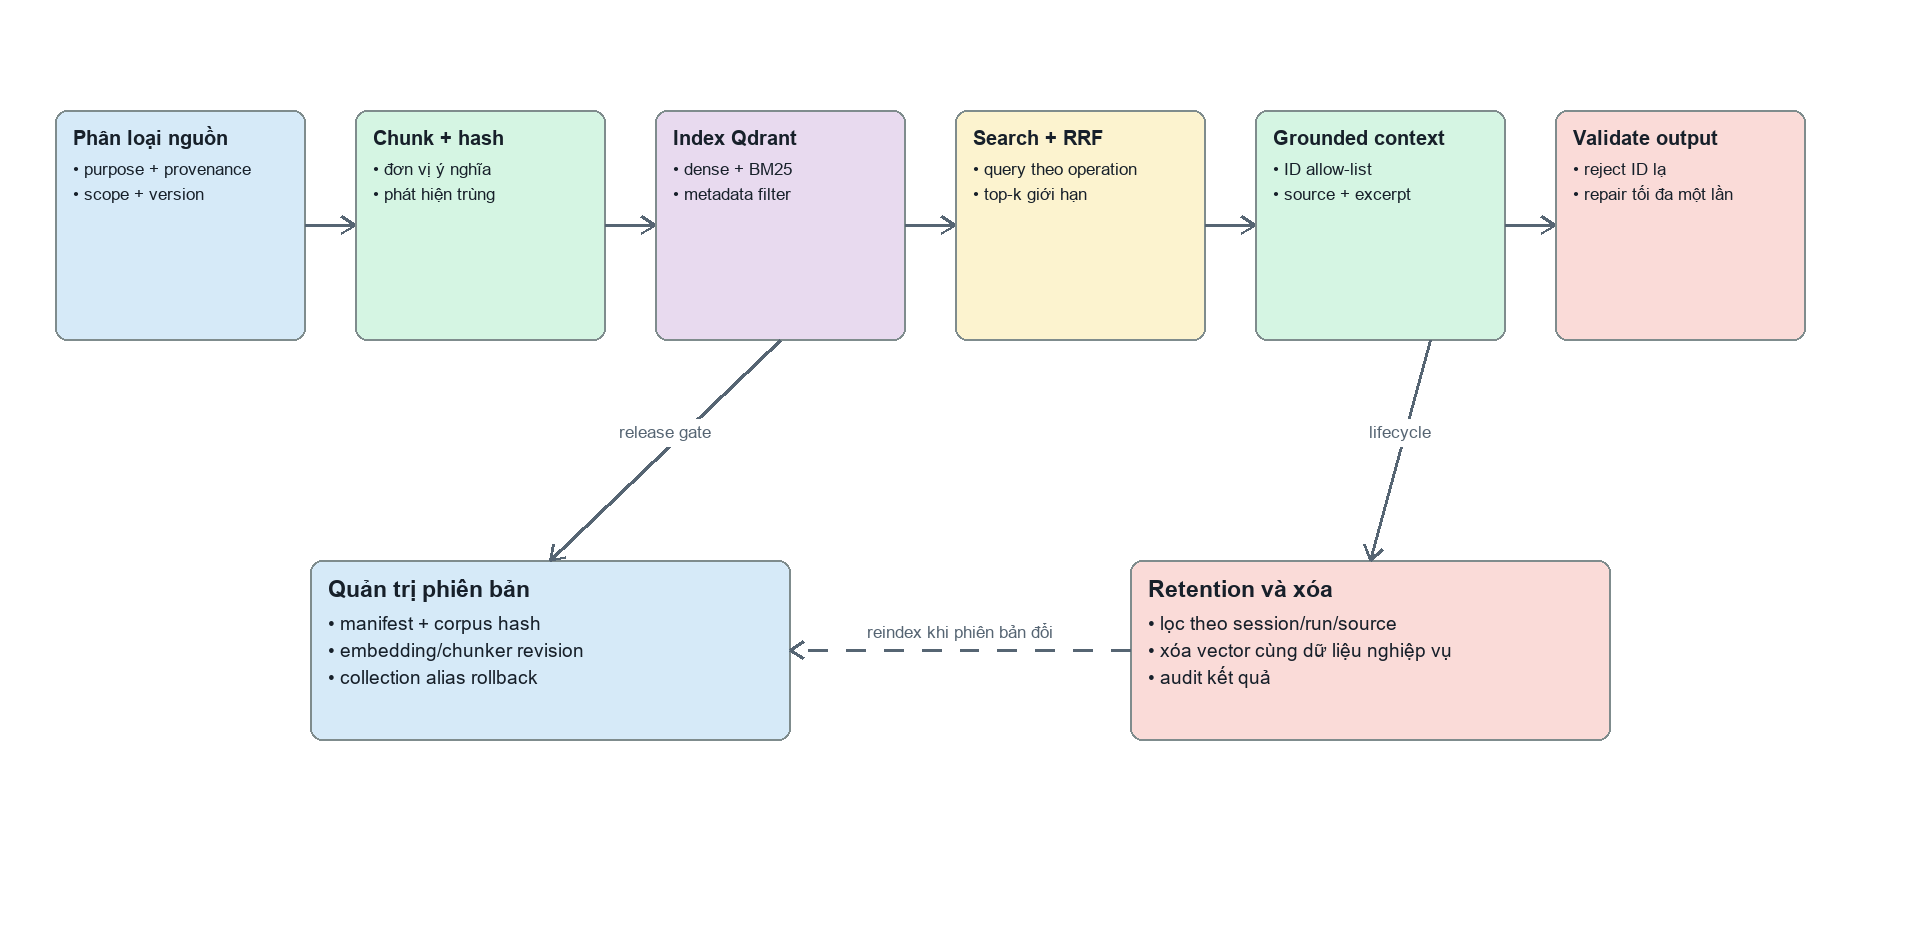 Phân loại nguồn
• purpose + provenance
• scope + version
Chunk + hash
• đơn vị ý nghĩa
• phát hiện trùng
Index Qdrant
• dense + BM25
• metadata filter
Search + RRF
• query theo operation
• top-k giới hạn
Grounded context
• ID allow-list
• source + excerpt
Validate output
• reject ID lạ
• repair tối đa một lần
release gate
lifecycle
Quản trị phiên bản
• manifest + corpus hash
• embedding/chunker revision
• collection alias rollback
reindex khi phiên bản đổi
Retention và xóa
• lọc theo session/run/source
• xóa vector cùng dữ liệu nghiệp vụ
• audit kết quả